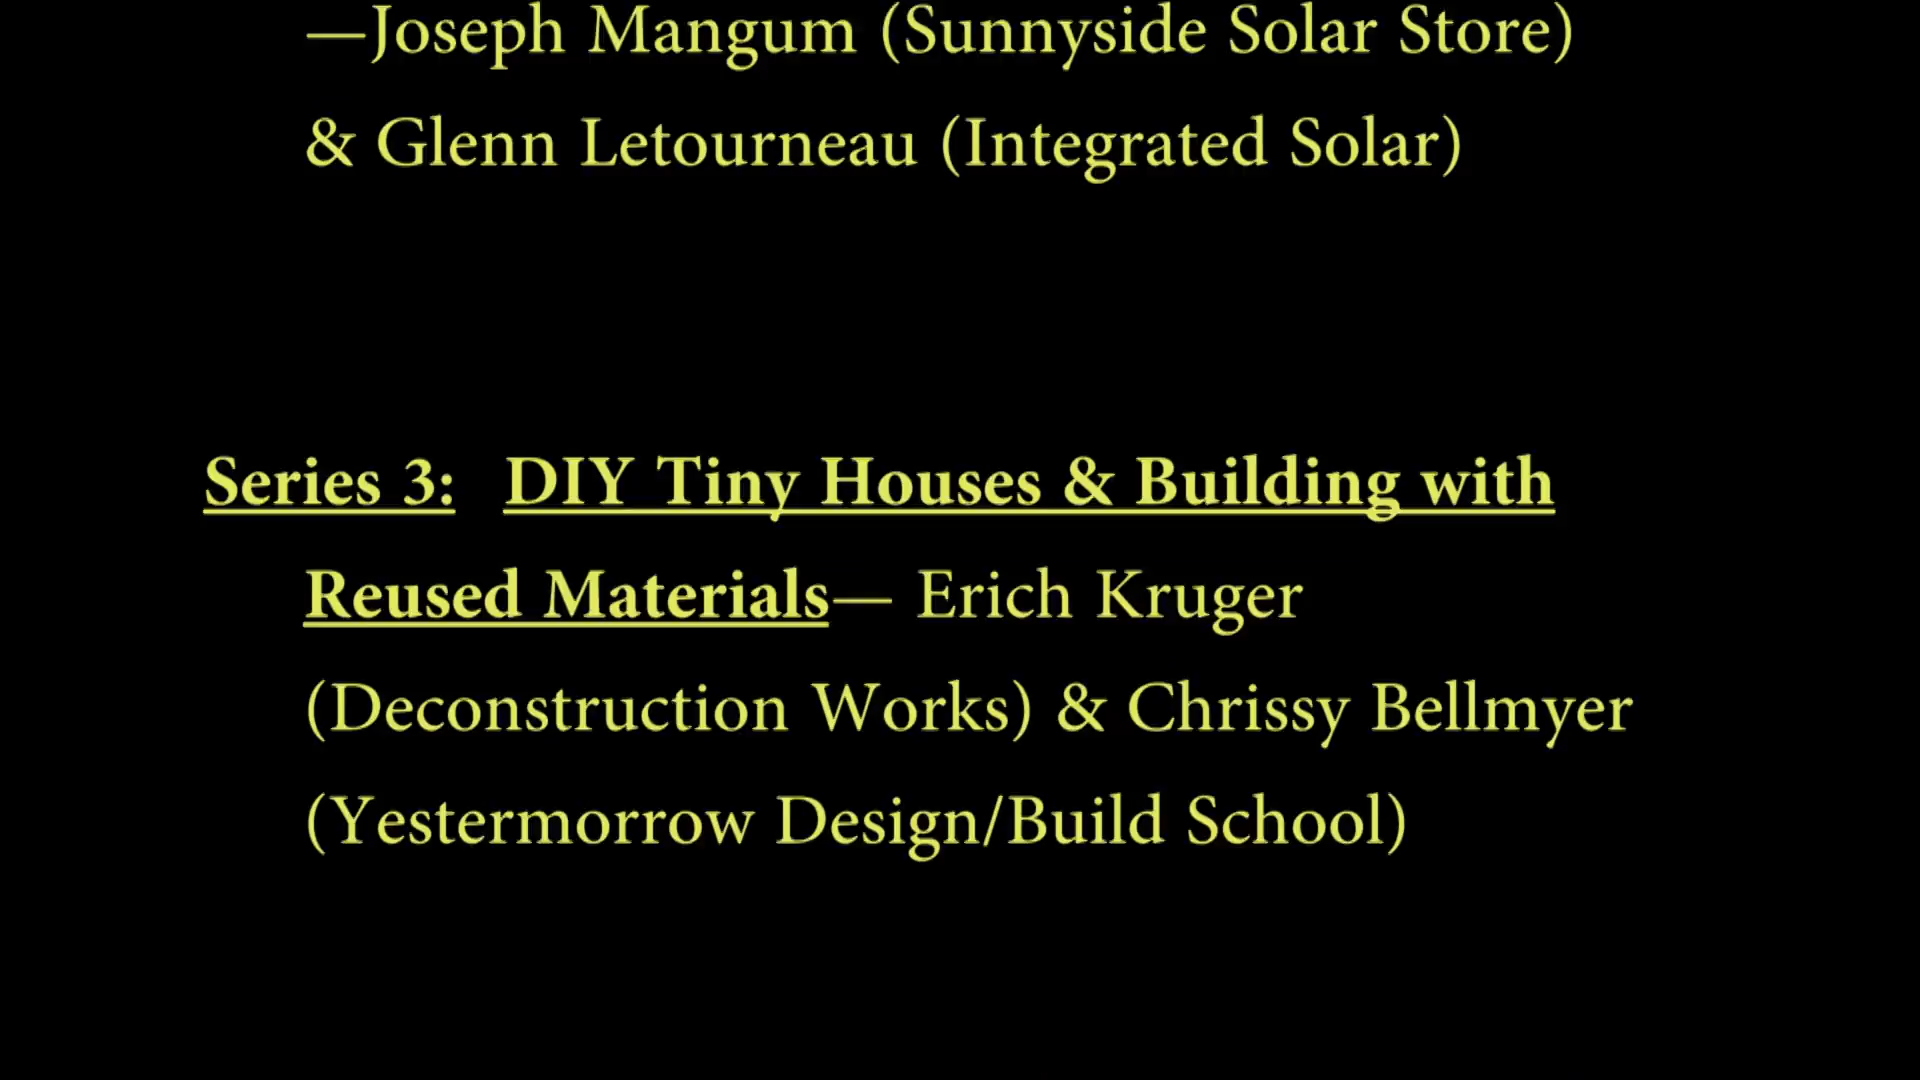 —Joseph Mangum (Sunnyside Solar Store)
& Glenn Letourneau (Integrated Solar)
Series 3: DIY Tiny Houses & Building with
Reused Materials— Erich Kruger
(Deconstruction Works) & Chrissy Bellmyer
(Yestermorrow Design/Build School)